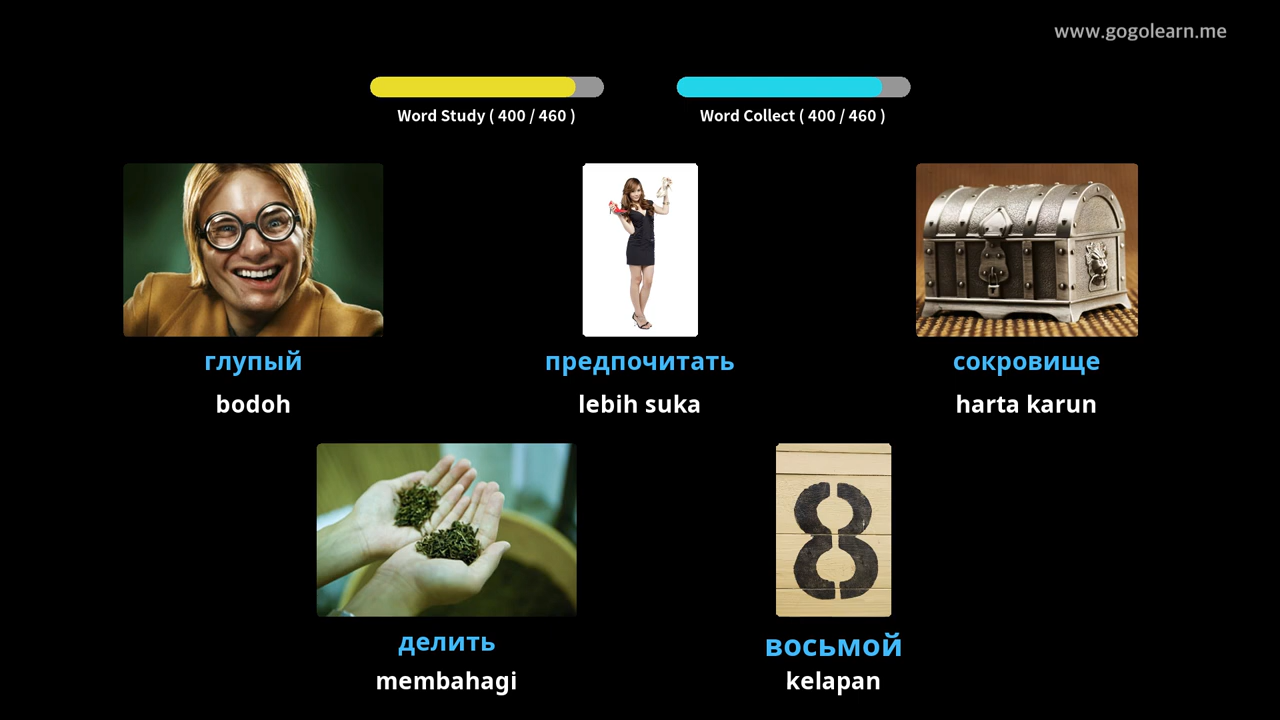 www.gogolearn.me
Word Study ( 400 / 460 )
Word Collect ( 400 / 460 )
глупый
предпочитать
сокровище
bodoh
lebih suka
harta karun
8
делить
восьмой
membahagi
kelapan